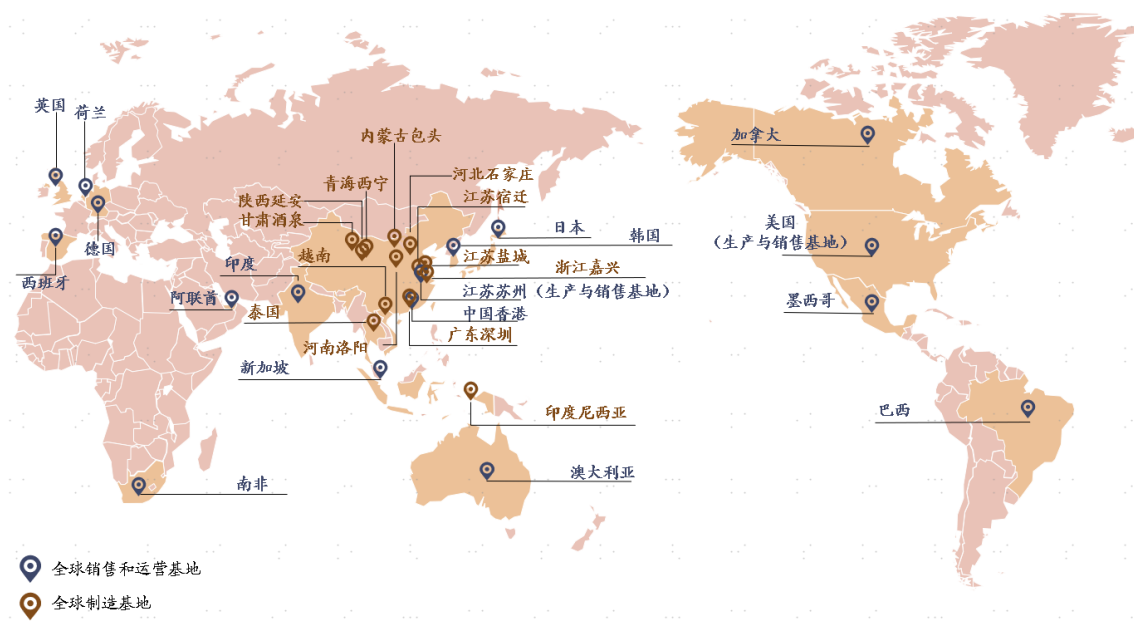 英国
荷兰
内蒙古包头
加拿大
河北石家庄
青海西宁
江苏宿迁
陕西延安
甘肃酒泉
日本
韩国
美国
（生产与销售基地）
德国
越南
江苏盐城
印度
浙江嘉兴
西班牙
江苏苏州（生产与销售基地）
阿联酋
墨西哥
泰国
中国香港
广东深圳
河南洛阳
新加坡
印度尼西亚
巴西
澳大利亚
南非
全球销售和运营基地
全球制造基地